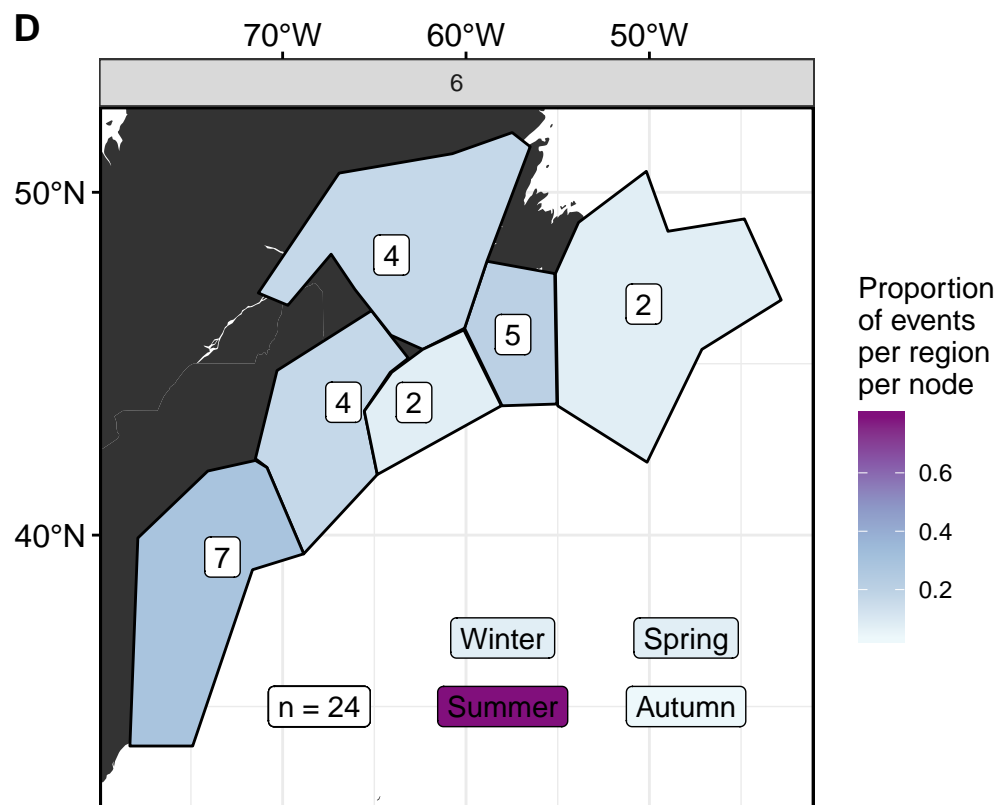 D
70°W 60°W 50°W
6
50°N
40°N
4
5
2
4
2
7
Winter Spring
n = 24 Summer Autumn
Proportion
of events
per region
per node
0.6
0.4
0.2